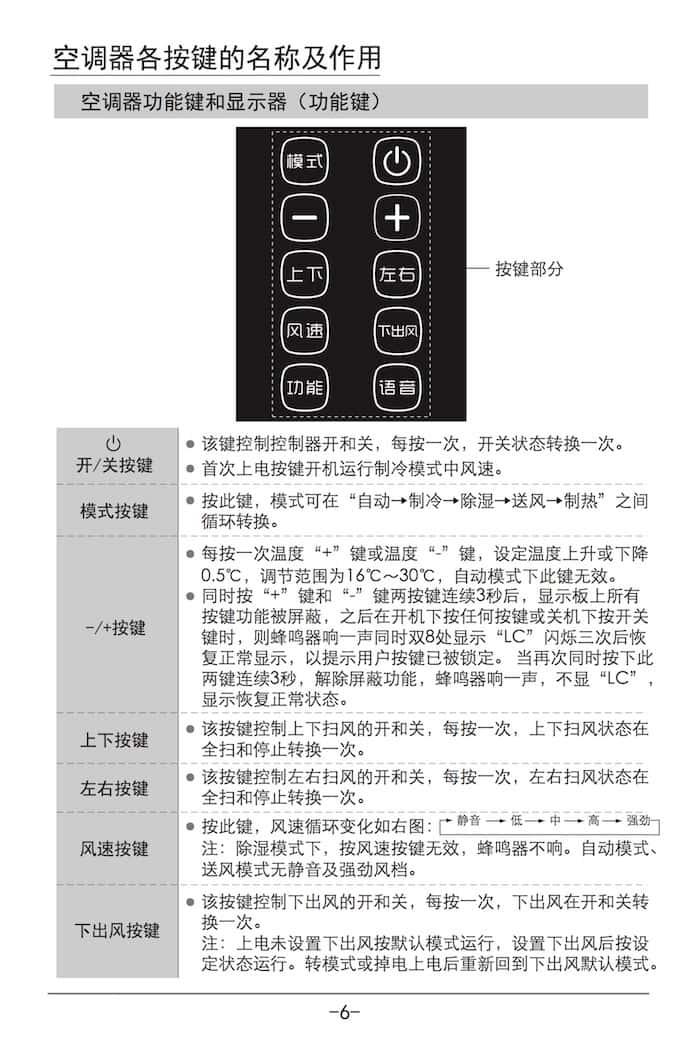 空调器各按键的名称及作用
空调器功能键和显示器（功能键）
模式
上下 左右
风速 下出风
功能 语音
按键部分
开/关按键
● 该键控制控制器开和关，每按一次，开关状态转换一次。
● 首次上电按键开机运行制冷模式中风速。
模式按键
● 按此键，模式可在“自动→制冷→除湿→送风→制热”之间
循环转换。
-/+按键
● 每按一次温度“+”键或温度“-”键，设定温度上升或下降
0.5℃，调节范围为16℃～30℃，自动模式下此键无效。
● 同时按“+”键和“-”键两按键连续3秒后，显示板上所有
按键功能被屏蔽，之后在开机下按任何按键或关机下按开关
键时，则蜂鸣器响一声同时双8处显示“LC”闪烁三次后恢
复正常显示，以提示用户按键已被锁定。当再次同时按下此
两键连续3秒，解除屏蔽功能，蜂鸣器响一声，不显“LC”，
显示恢复正常状态。
上下按键
● 该按键控制上下扫风的开和关，每按一次，上下扫风状态在
全扫和停止转换一次。
左右按键
● 该按键控制左右扫风的开和关，每按一次，左右扫风状态在
全扫和停止转换一次。
风速按键
● 按此键，风速循环变化如右图：静音→低→中→高→强劲
注：除湿模式下，按风速按键无效，蜂鸣器不响。自动模式、
送风模式无静音及强劲风档。
下出风按键
● 该按键控制下出风的开和关，每按一次，下出风在开和关转
换一次。
注：上电未设置下出风按默认模式运行，设置下出风后按设
定状态运行。转模式或掉电上电后重新回到下出风默认模式。
-6-